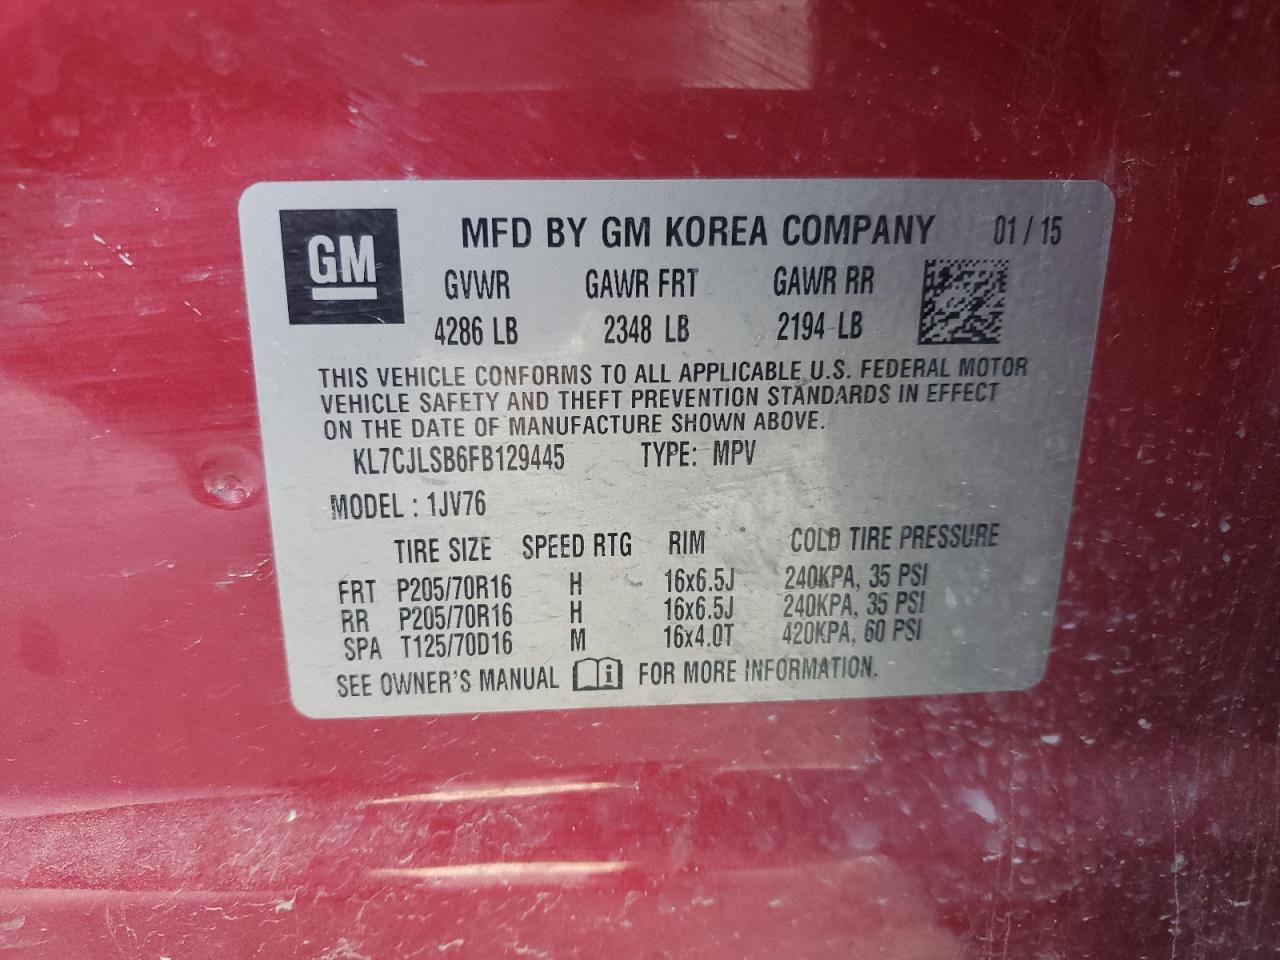 GM
MFD BY GM KOREA COMPANY 01 / 15
GVWR GAWR FRT GAWR RR
4286 LB 2348 LB 2194 LB
THIS VEHICLE CONFORMS TO ALL APPLICABLE U.S. FEDERAL MOTOR
VEHICLE SAFETY AND THEFT PREVENTION STANDARDS IN EFFECT
ON THE DATE OF MANUFACTURE SHOWN ABOVE.
KL7CJLSB6FB129445 TYPE: MPV
MODEL : 1JV76
TIRE SIZE SPEED RTG RIM COLD TIRE PRESSURE
FRT P205/70R16 H 16x6.5J 240KPA, 35 PSI
RR P205/70R16 H 16x6.5J 240KPA, 35 PSI
SPA T125/70D16 M 16x4.0T 420KPA, 60 PSI
SEE OWNER'S MANUAL i FOR MORE INFORMATION.